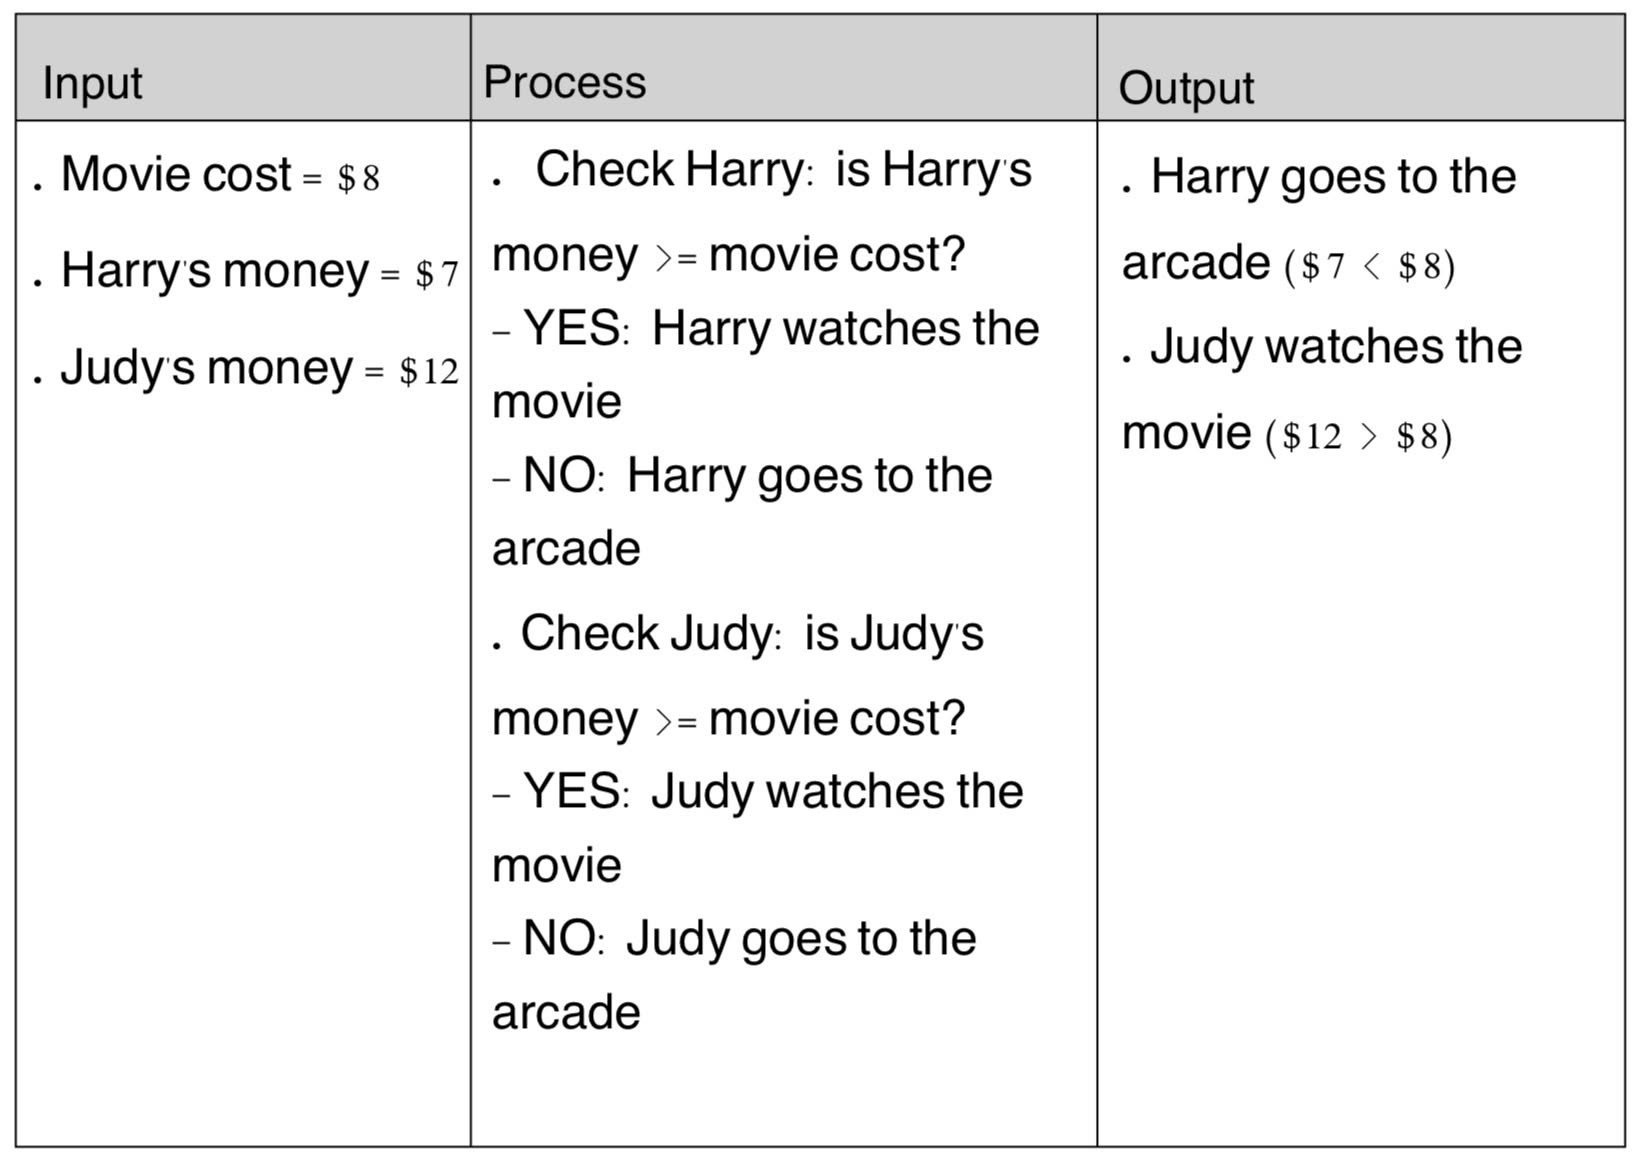 Input
Process
Output
. Movie cost = $8
. Harry's money = $7
. Judy's money = $12
. Check Harry: is Harry's
money >= movie cost?
– YES: Harry watches the
movie
– NO: Harry goes to the
arcade
. Check Judy: is Judy's
money >= movie cost?
– YES: Judy watches the
movie
– NO: Judy goes to the
arcade
. Harry goes to the
arcade ($7 < $8)
. Judy watches the
movie ($12 > $8)